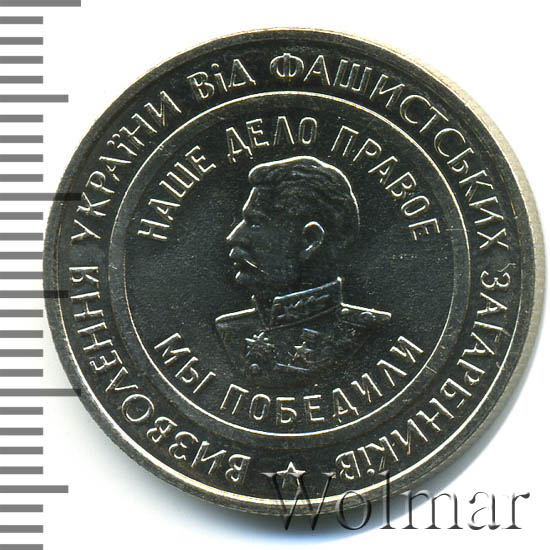 ВИЗВОЛЕННЯ УКРАЇНИ ВІД ФАШИСТСЬКИХ ЗАГАРБНИКІВ
НАШЕ ДЕЛО ПРАВОЕ
МЫ ПОБЕДИЛИ
Wolmar